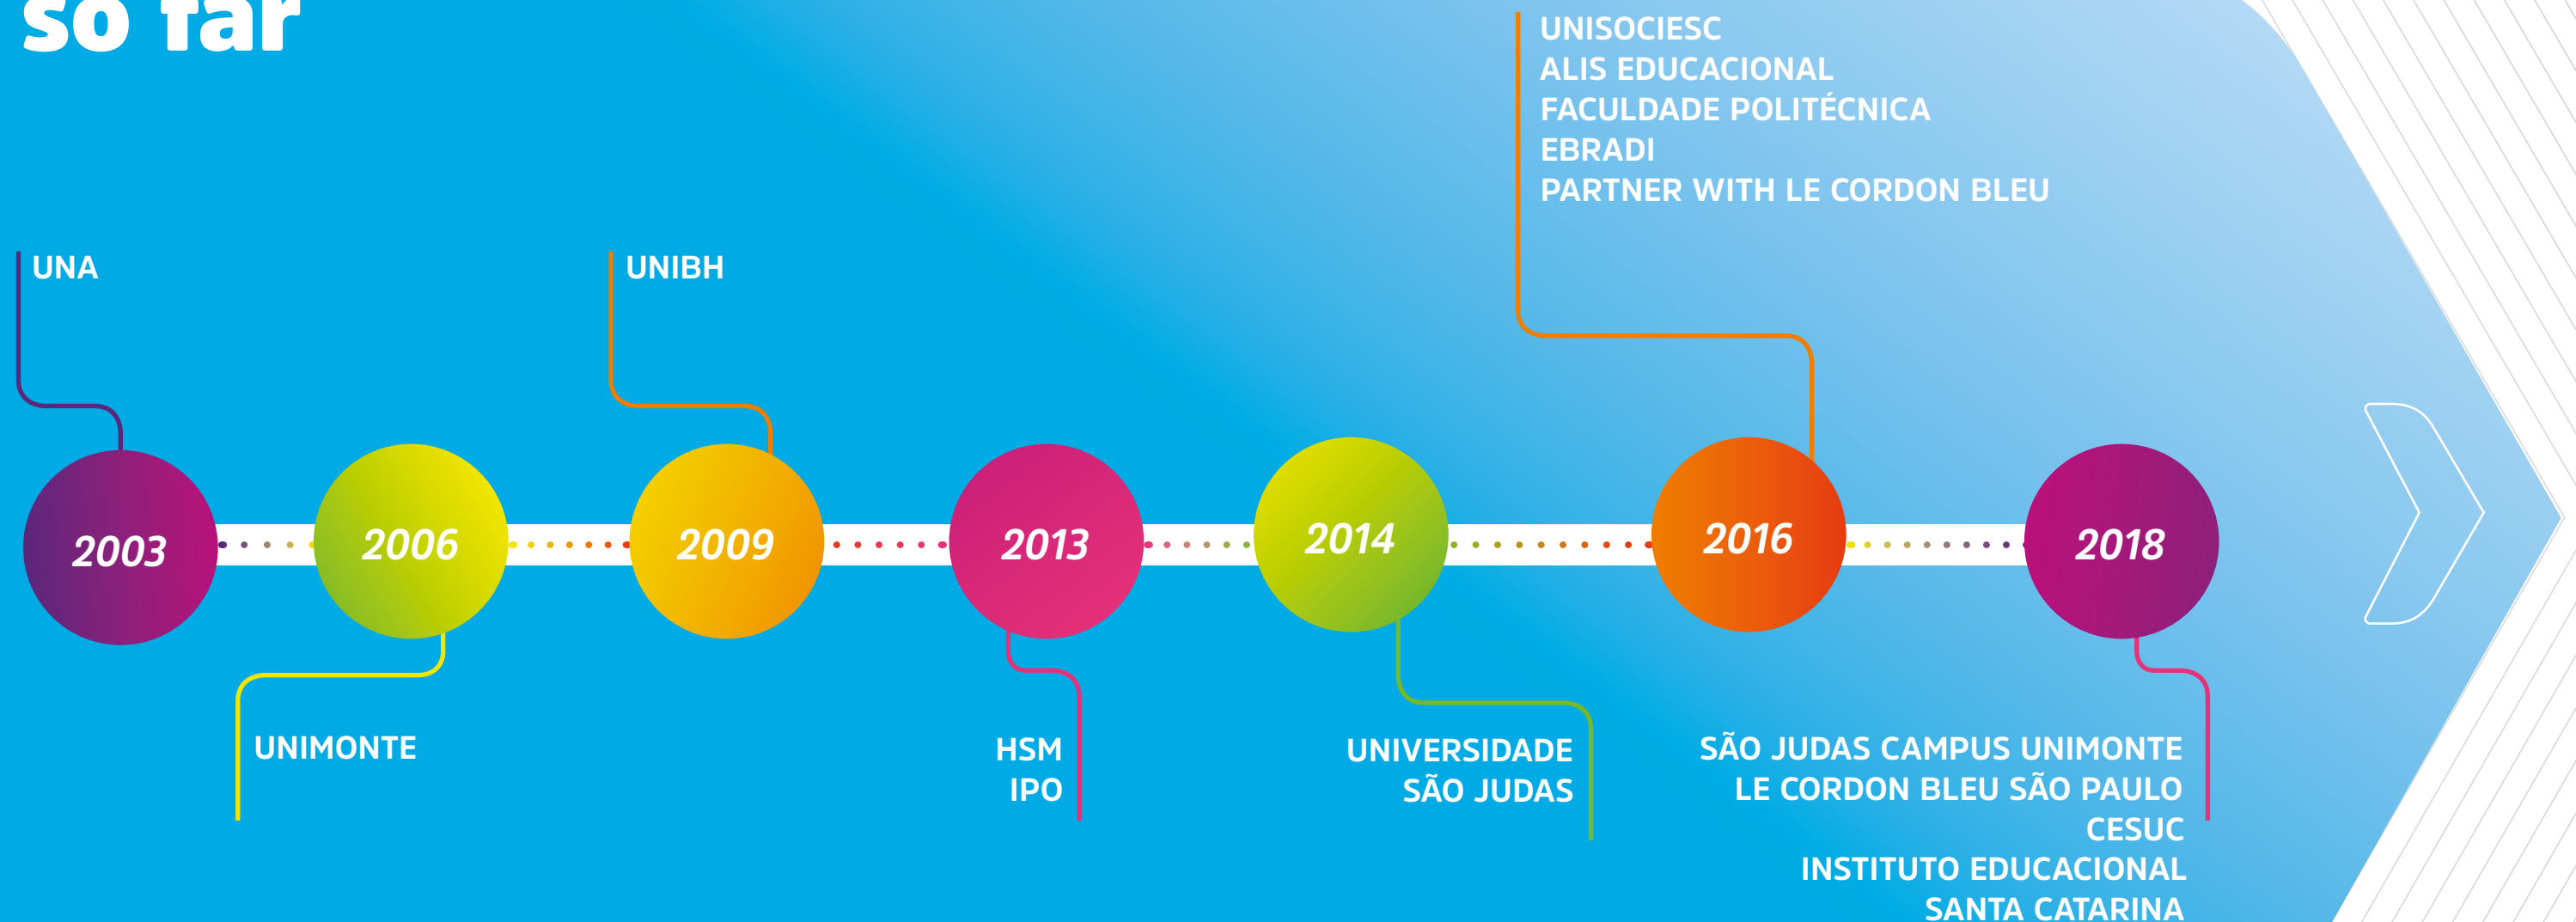 so far
UNISOCIESC
ALIS EDUCACIONAL
FACULDADE POLITÉCNICA
EBRADI
PARTNER WITH LE CORDON BLEU
UNA
UNIBH
2003
2006
2009
2013
2014
2016
2018
UNIMONTE
HSM
IPO
UNIVERSIDADE
SÃO JUDAS
SÃO JUDAS CAMPUS UNIMONTE
LE CORDON BLEU SÃO PAULO
CESUC
INSTITUTO EDUCACIONAL
SANTA CATARINA